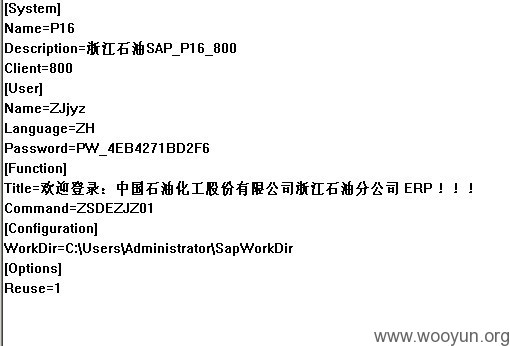 [System]
Name=P16
Description=浙江石油SAP_P16_800
Client=800
[User]
Name=ZJjyz
Language=ZH
Password=PW_4EB4271BD2F6
[Function]
Title=欢迎登录：中国石油化工股份有限公司浙江石油分公司 ERP！！！
Command=ZSDEZJZ01
[Configuration]
WorkDir=C:\Users\Administrator\SapWorkDir
[Options]
Reuse=1
www.wooyun.org